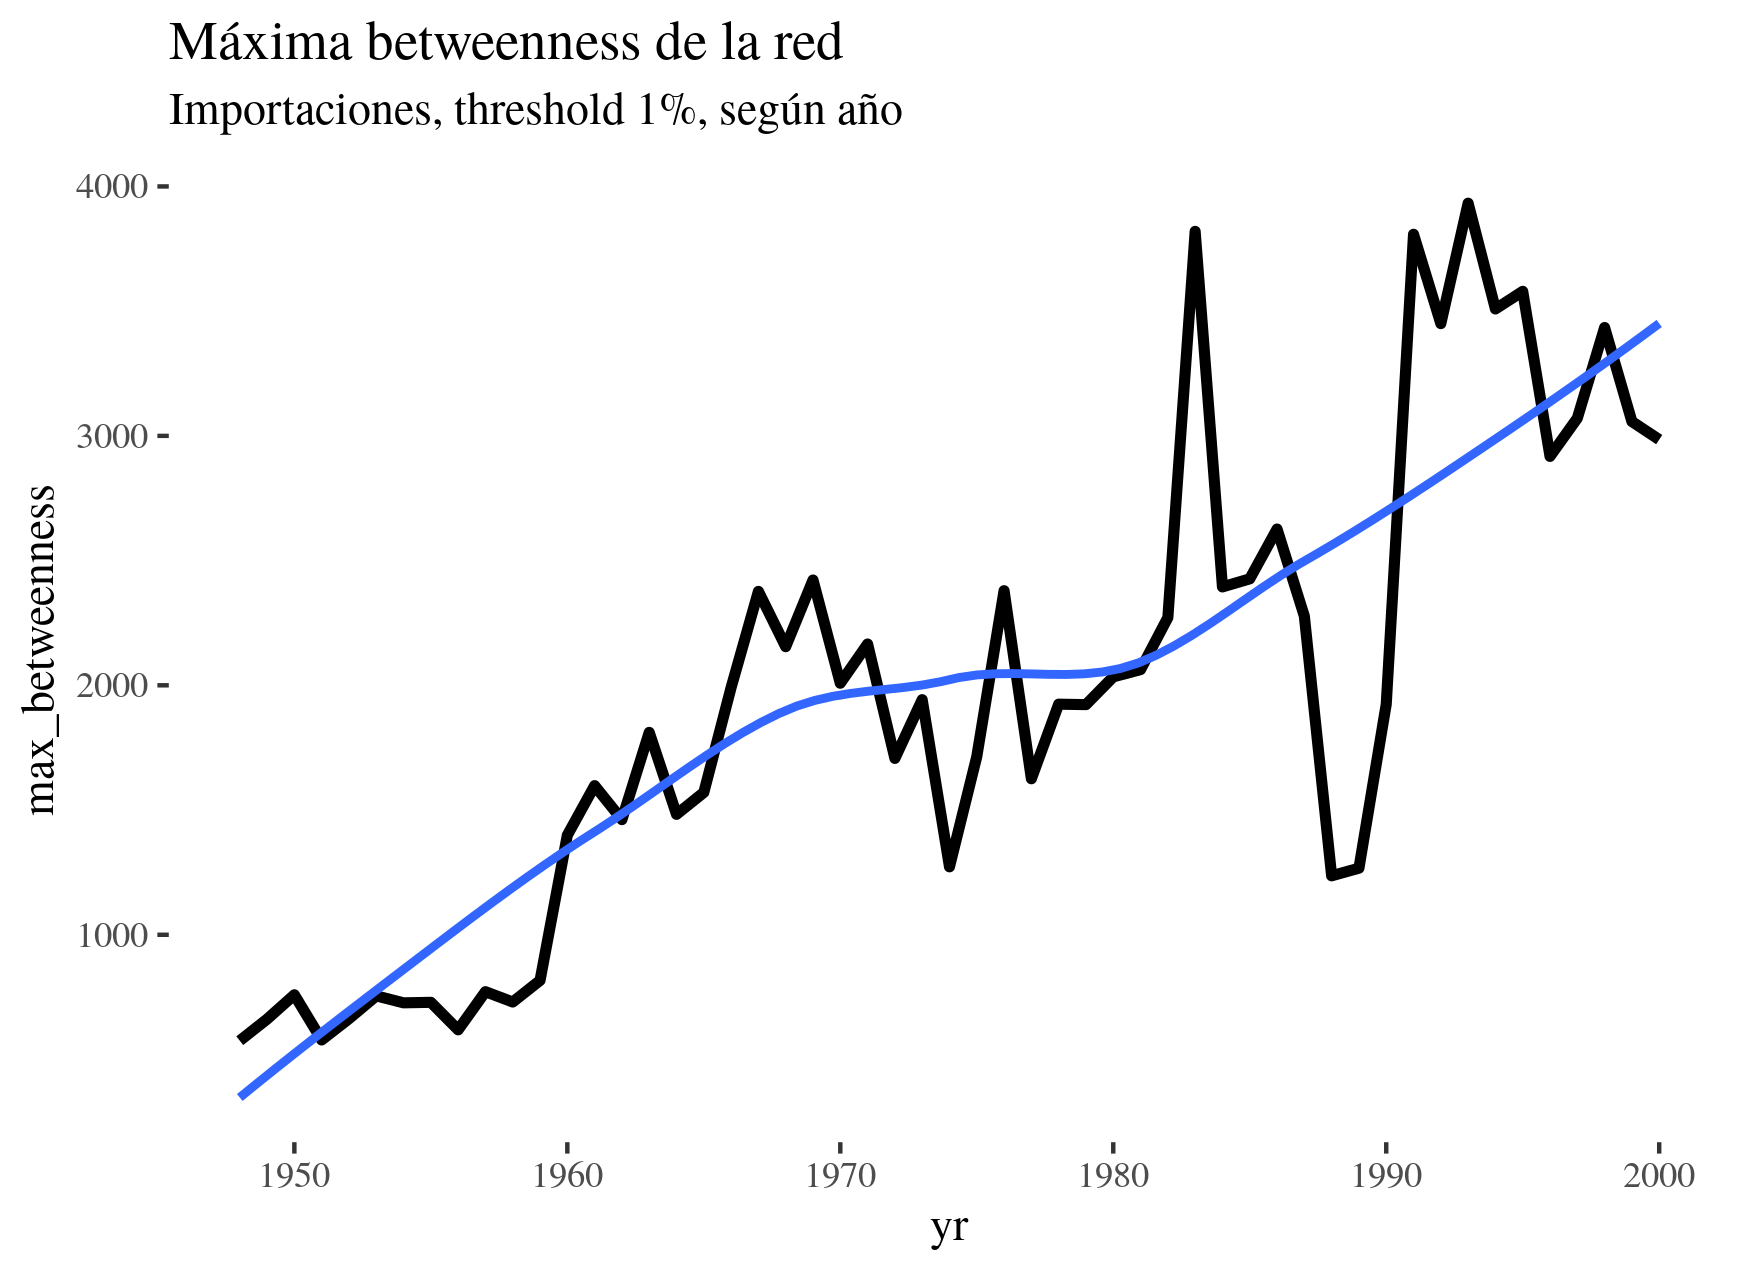 Máxima betweenness de la red
Importaciones, threshold 1%, según año
4000
3000
2000
1000
max_betweenness
1950
1960
1970
1980
1990
2000
yr